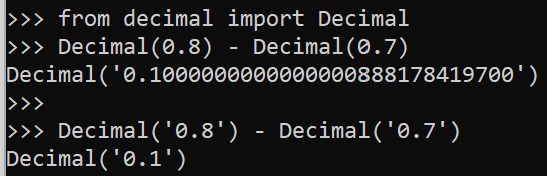 >>> from decimal import Decimal
>>> Decimal(0.8) - Decimal(0.7)
Decimal('0.1000000000000000888178419700')
>>>
>>> Decimal('0.8') - Decimal('0.7')
Decimal('0.1')